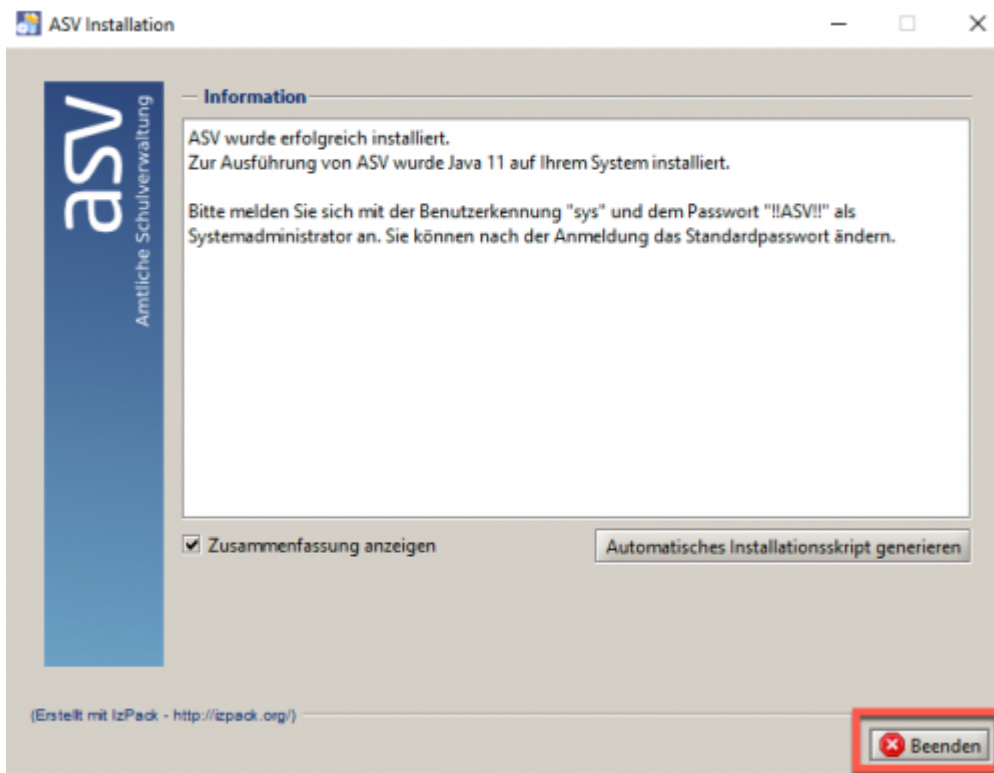 ASV Installation
asv
Amtliche Schulverwaltung
Information
ASV wurde erfolgreich installiert.
Zur Ausführung von ASV wurde Java 11 auf Ihrem System installiert.
Bitte melden Sie sich mit der Benutzerkennung "sys" und dem Passwort "!!ASV!!" als
Systemadministrator an. Sie können nach der Anmeldung das Standardpasswort ändern.
Zusammenfassung anzeigen
Automatisches Installationsskript generieren
(Erstellt mit IzPack - http://izpack.org/)
Beenden